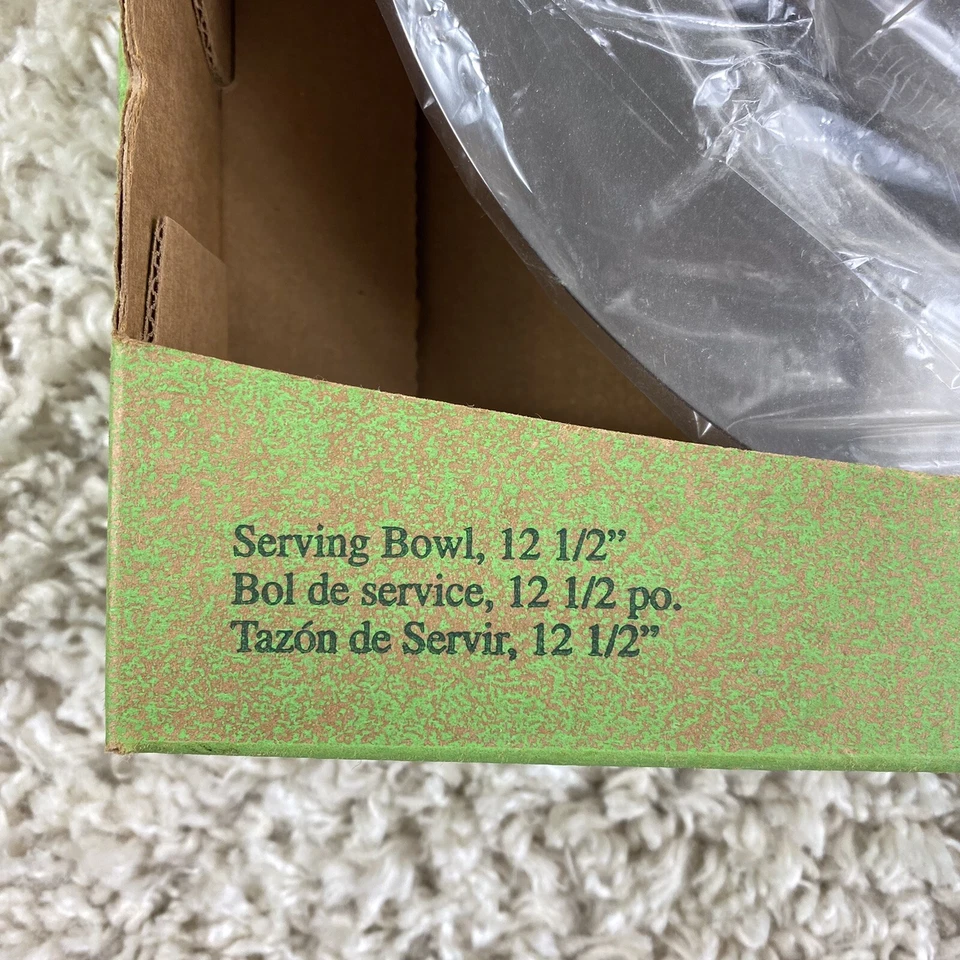 Serving Bowl, 12 1/2”
Bol de service, 12 1/2 po.
Tazón de Servir, 12 1/2”